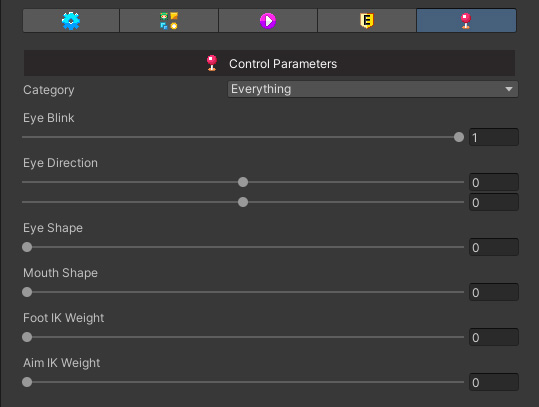 E
Control Parameters
Category Everything
Eye Blink
1
Eye Direction
0
0
Eye Shape
0
Mouth Shape
0
Foot IK Weight
0
Aim IK Weight
0